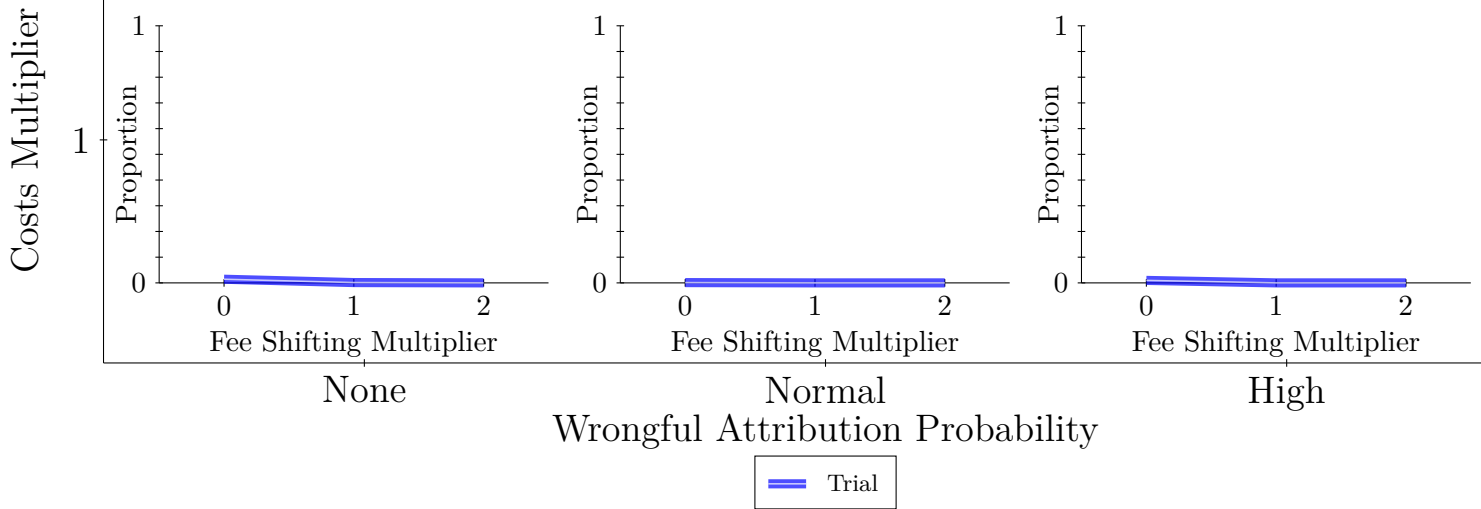 Costs Multiplier
1
1
Proportion
0
0 1 2
Fee Shifting Multiplier
None
1
Proportion
0
0 1 2
Fee Shifting Multiplier
Normal
1
Proportion
0
0 1 2
Fee Shifting Multiplier
High
Wrongful Attribution Probability
Trial